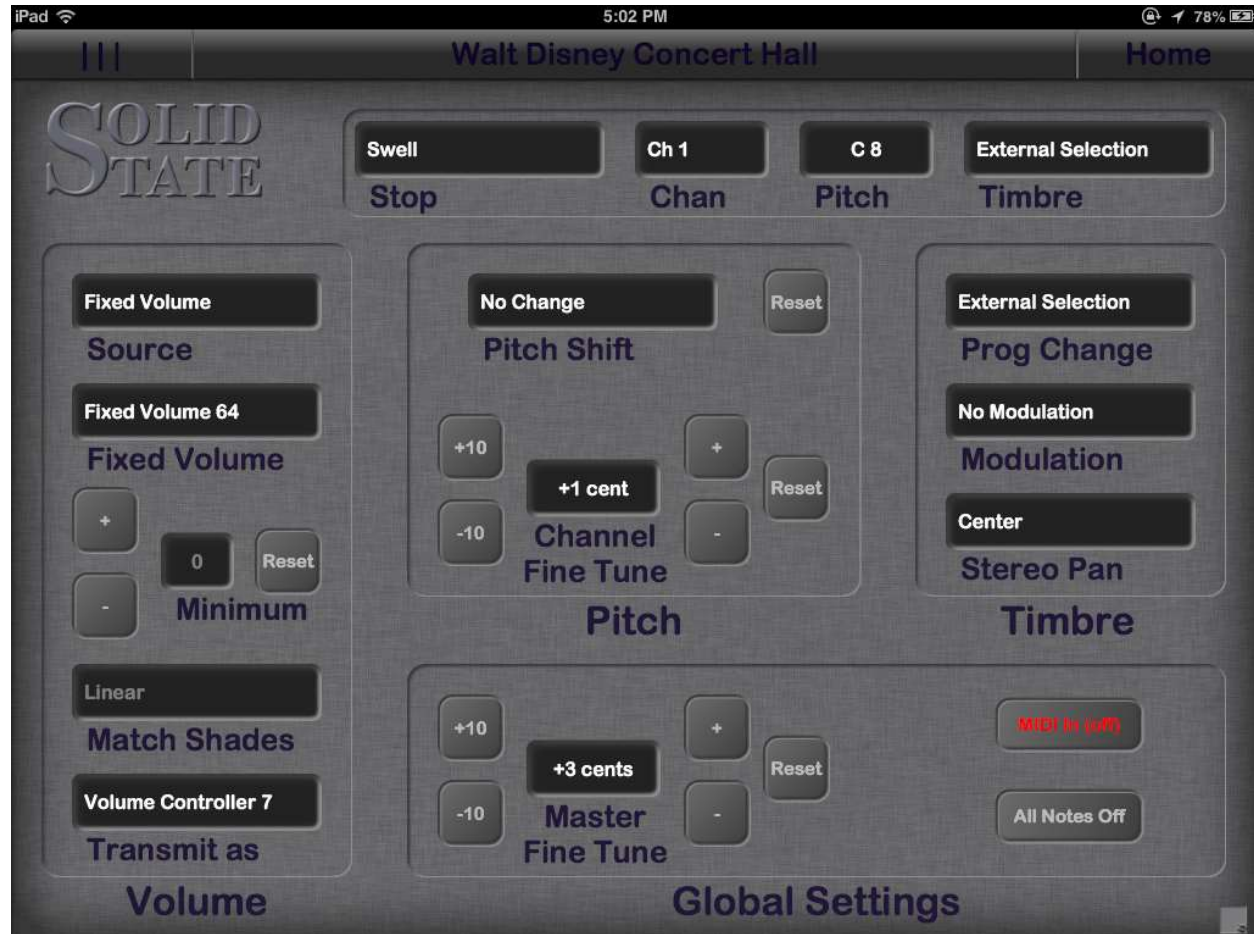 iPad 5:02 PM 78%
||| Walt Disney Concert Hall Home
SOLID
STATE
Swell Ch 1 C 8 External Selection
Stop Chan Pitch Timbre
Fixed Volume
Source
Fixed Volume 64
Fixed Volume
+
0 Reset
-
Minimum
Linear
Match Shades
Volume Controller 7
Transmit as
Volume
No Change Reset
Pitch Shift
+10 +
+1 cent Reset
-10 -
Channel
Fine Tune
Pitch
External Selection
Prog Change
No Modulation
Modulation
Center
Stereo Pan
Timbre
+10 + MIDI In (off)
+3 cents Reset
-10 - All Notes Off
Master
Fine Tune
Global Settings